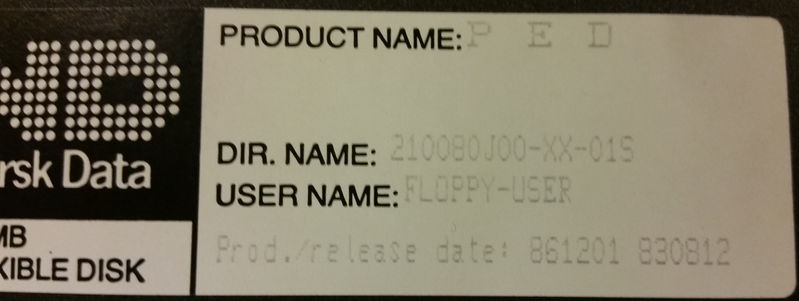 ND
rsk Data
MB
XIBLE DISK
PRODUCT NAME: P E D
DIR. NAME: 210080J00-XX-01S
USER NAME: FLOPPY-USER
Prod./release date: 861201 830812